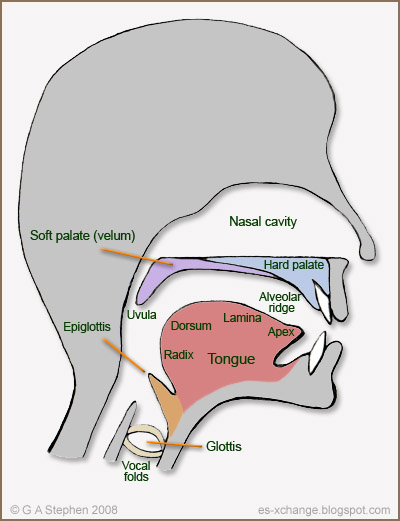 Nasal cavity
Soft palate (velum)
Hard palate
Alveolar
ridge
Uvula
Lamina
Dorsum
Apex
Epiglottis
Radix
Tongue
Glottis
Vocal
folds
© G A Stephen 2008
es-xchange.blogspot.com